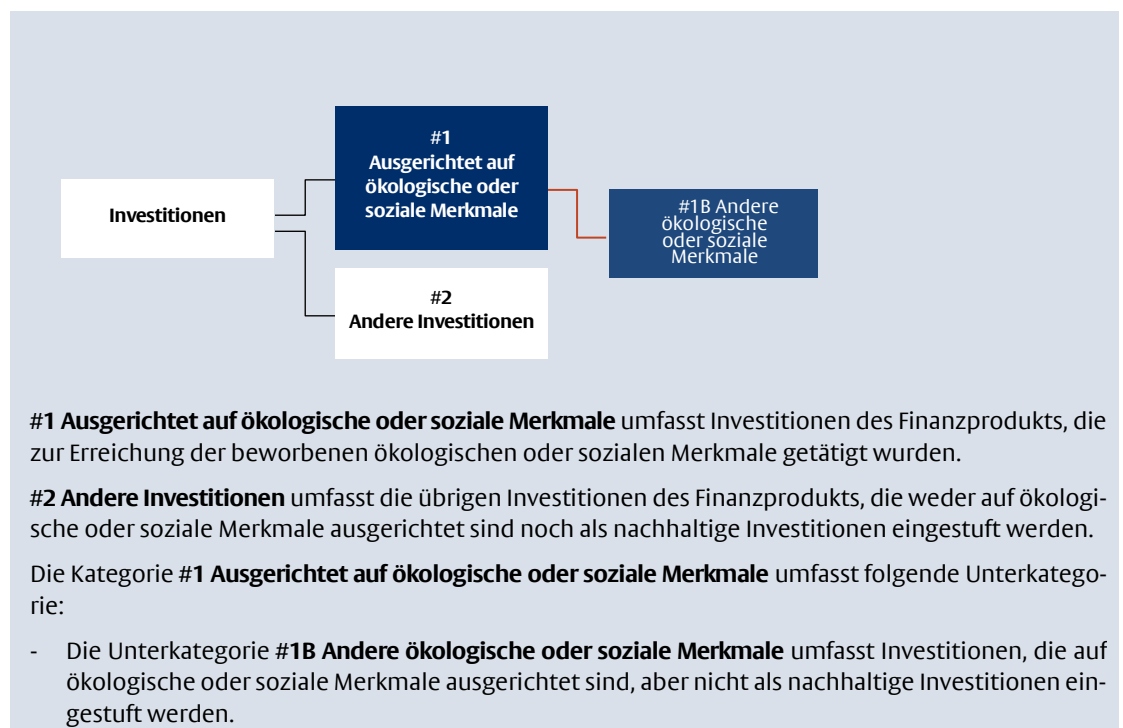 #1
Ausgerichtet auf
ökologische oder
soziale Merkmale
Investitionen
#1B Andere
ökologische
oder soziale
Merkmale
#2
Andere Investitionen
#1 Ausgerichtet auf ökologische oder soziale Merkmale umfasst Investitionen des Finanzprodukts, die
zur Erreichung der beworbenen ökologischen oder sozialen Merkmale getätigt wurden.
#2 Andere Investitionen umfasst die übrigen Investitionen des Finanzprodukts, die weder auf ökologi-
sche oder soziale Merkmale ausgerichtet sind noch als nachhaltige Investitionen eingestuft werden.
Die Kategorie #1 Ausgerichtet auf ökologische oder soziale Merkmale umfasst folgende Unterkatego-
rie:
- Die Unterkategorie #1B Andere ökologische oder soziale Merkmale umfasst Investitionen, die auf
ökologische oder soziale Merkmale ausgerichtet sind, aber nicht als nachhaltige Investitionen ein-
gestuft werden.